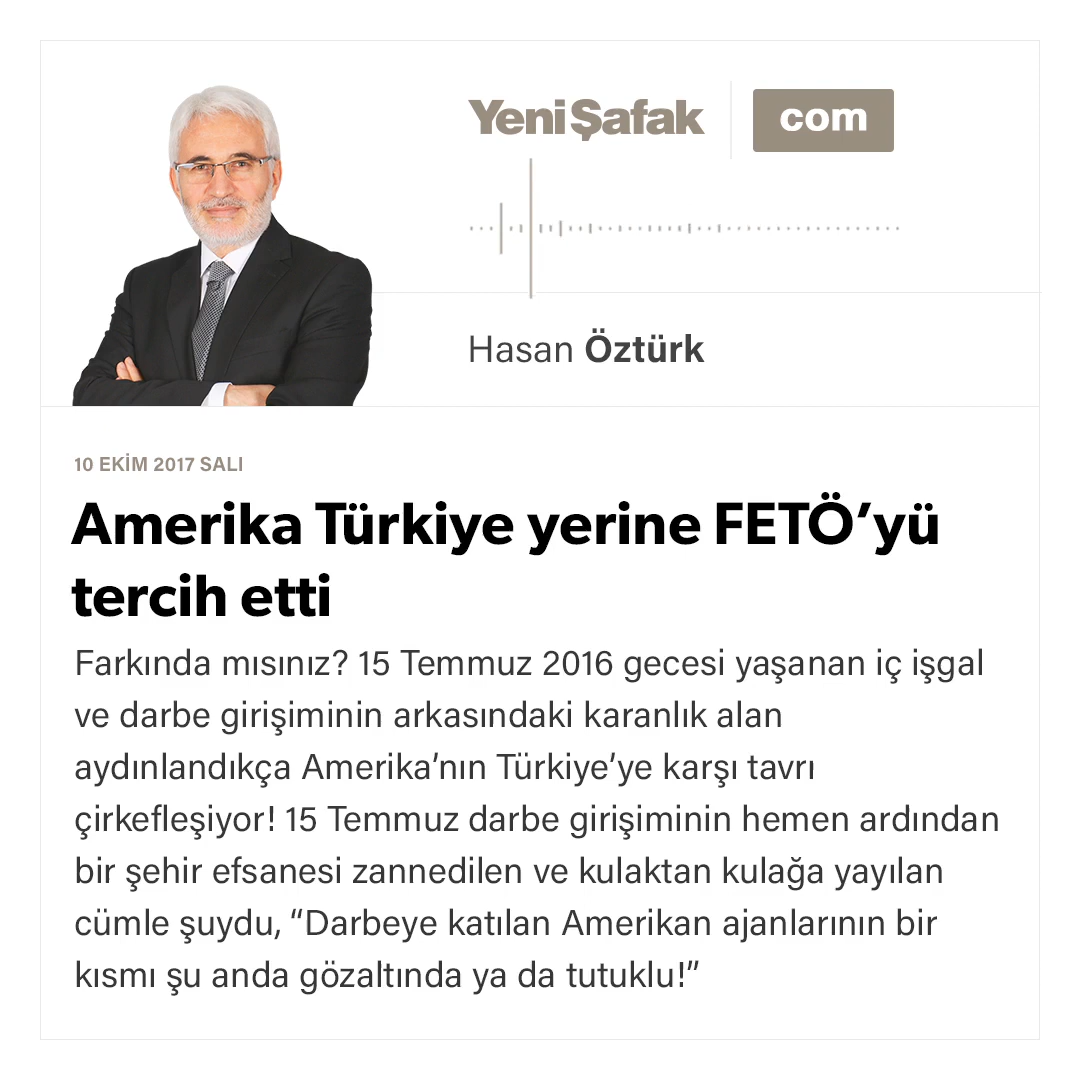 YeniŞafak com
Hasan Öztürk
10 EKİM 2017 SALI
Amerika Türkiye yerine FETÖ’yü
tercih etti
Farkında mısınız? 15 Temmuz 2016 gecesi yaşanan iç işgal
ve darbe girişiminin arkasındaki karanlık alan
aydınlandıkça Amerika’nın Türkiye’ye karşı tavrı
çirkefleşiyor! 15 Temmuz darbe girişiminin hemen ardından
bir şehir efsanesi zannedilen ve kulaktan kulağa yayılan
cümle şuydu, “Darbeye katılan Amerikan ajanlarının bir
kısmı şu anda gözaltında ya da tutuklu!”